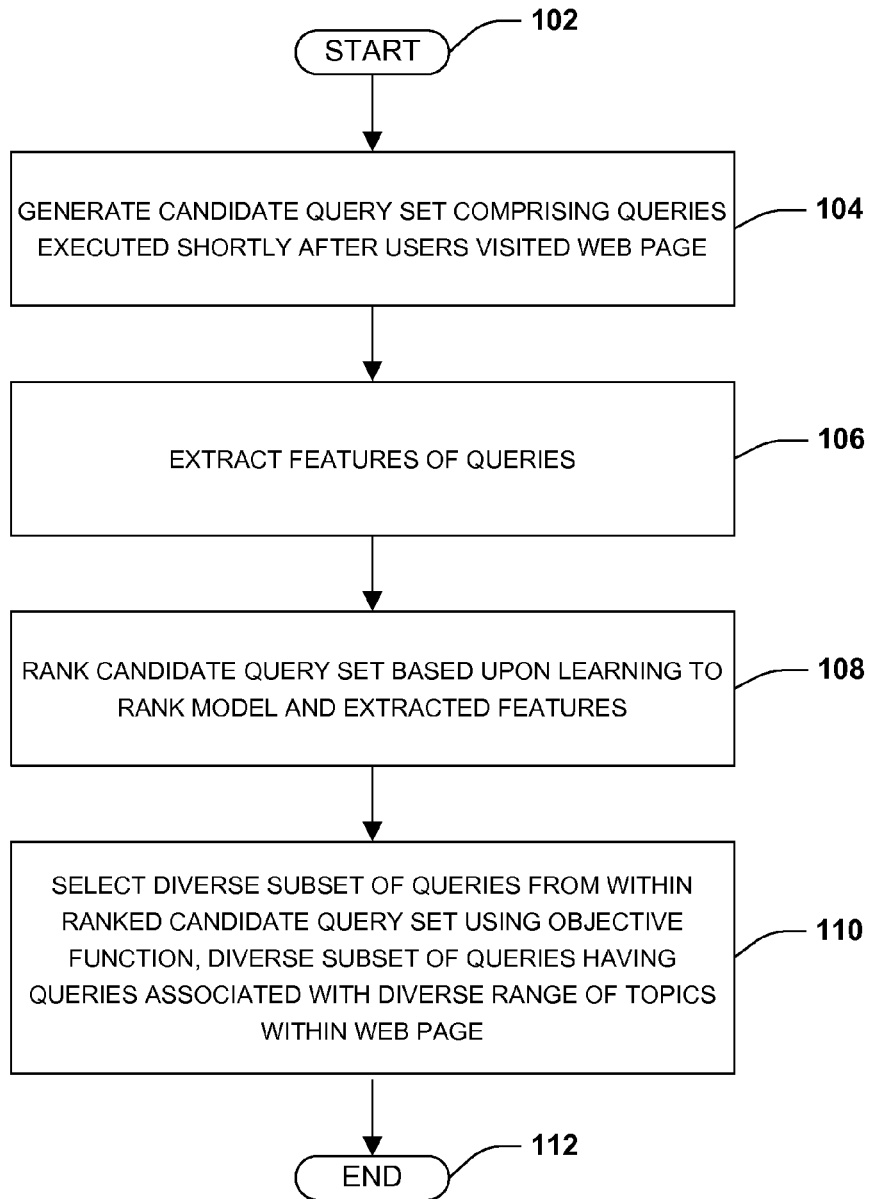 START
102
GENERATE CANDIDATE QUERY SET COMPRISING QUERIES
EXECUTED SHORTLY AFTER USERS VISITED WEB PAGE
104
EXTRACT FEATURES OF QUERIES
106
RANK CANDIDATE QUERY SET BASED UPON LEARNING TO
RANK MODEL AND EXTRACTED FEATURES
108
SELECT DIVERSE SUBSET OF QUERIES FROM WITHIN
RANKED CANDIDATE QUERY SET USING OBJECTIVE
FUNCTION, DIVERSE SUBSET OF QUERIES HAVING
QUERIES ASSOCIATED WITH DIVERSE RANGE OF TOPICS
WITHIN WEB PAGE
110
END
112